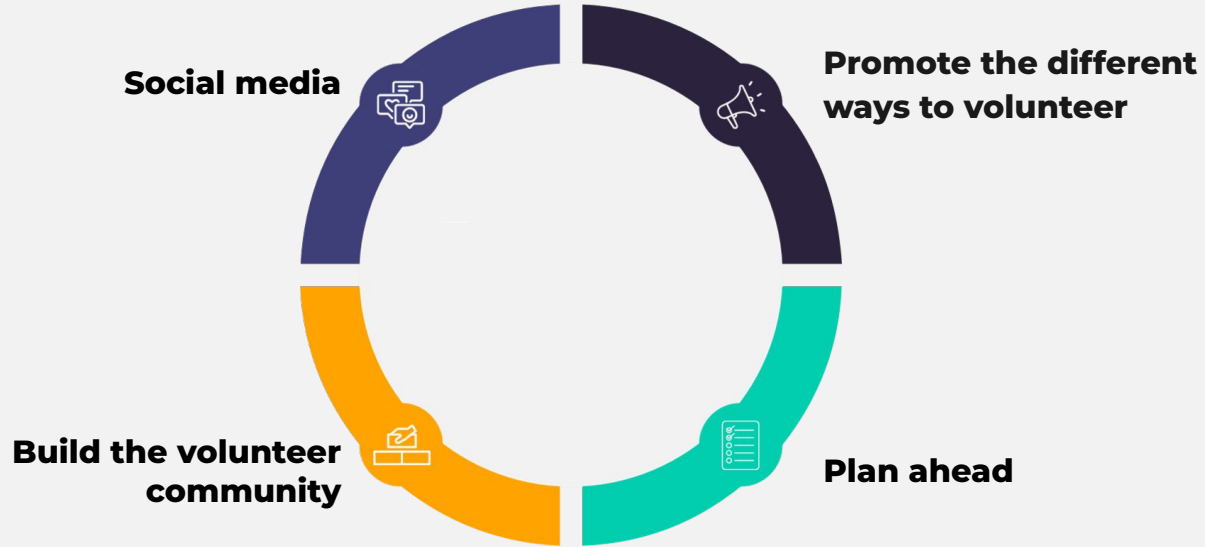 Social media
Promote the different
ways to volunteer
Build the volunteer
community
Plan ahead